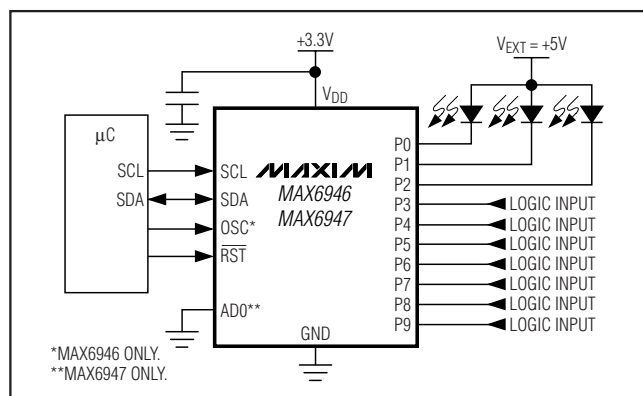 +3.3V
VEXT = +5V
VDD
µC
SCL
SDA
SCL
SDA
OSC*
RST
AD0**
MAXIM
MAX6946
MAX6947
GND
P0
P1
P2
P3
P4
P5
P6
P7
P8
P9
LOGIC INPUT
LOGIC INPUT
LOGIC INPUT
LOGIC INPUT
LOGIC INPUT
LOGIC INPUT
LOGIC INPUT
*MAX6946 ONLY.
**MAX6947 ONLY.